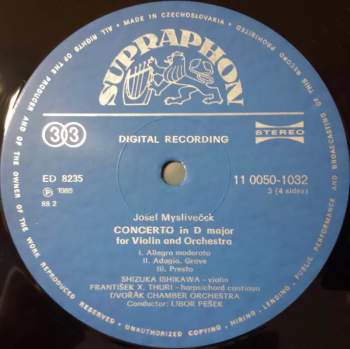 MADE IN CZECHOSLOVAKIA · ALL RIGHTS OF THE PRODUCER AND OF THE OWNER OF THE WORK REPRODUCED RESERVED · UNAUTHORIZED COPYING · HIRING · LENDING · PUBLIC PERFORMANCE AND BROADCASTING OF THIS RECORD PROHIBITED
SUPRAPHON
33
DIGITAL RECORDING
STEREO
ED 8235
11 0050-1032
Ⓟ 1985
3 (4 sides)
88 2
Josef Mysliveček
CONCERTO in D major
for Violin and Orchestra
I. Allegro moderato
II. Adagio. Grave
III. Presto
SHIZUKA ISHIKAWA - violin
FRANTIŠEK X. THURI - harpsichord continuo
DVOŘÁK CHAMBER ORCHESTRA
Conductor: LIBOR PEŠEK